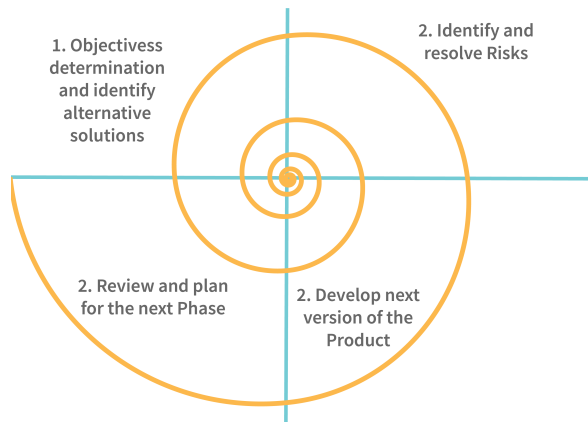 1. Objectivess
determination
and identify
alternative
solutions
2. Identify and
resolve Risks
2. Review and plan
for the next Phase
2. Develop next
version of the
Product